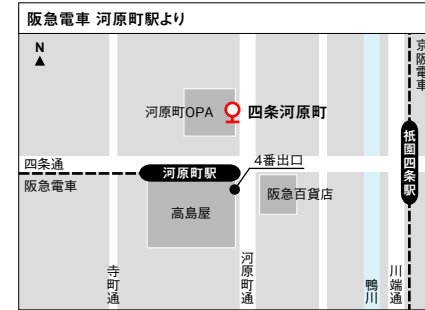 阪急電車 河原町駅より
N
京阪電車
河原町OPA
四条河原町
四条通
阪急電車
河原町駅
4番出口
祇園四条駅
高島屋
阪急百貨店
寺町通
河原町通
鴨川
川端通